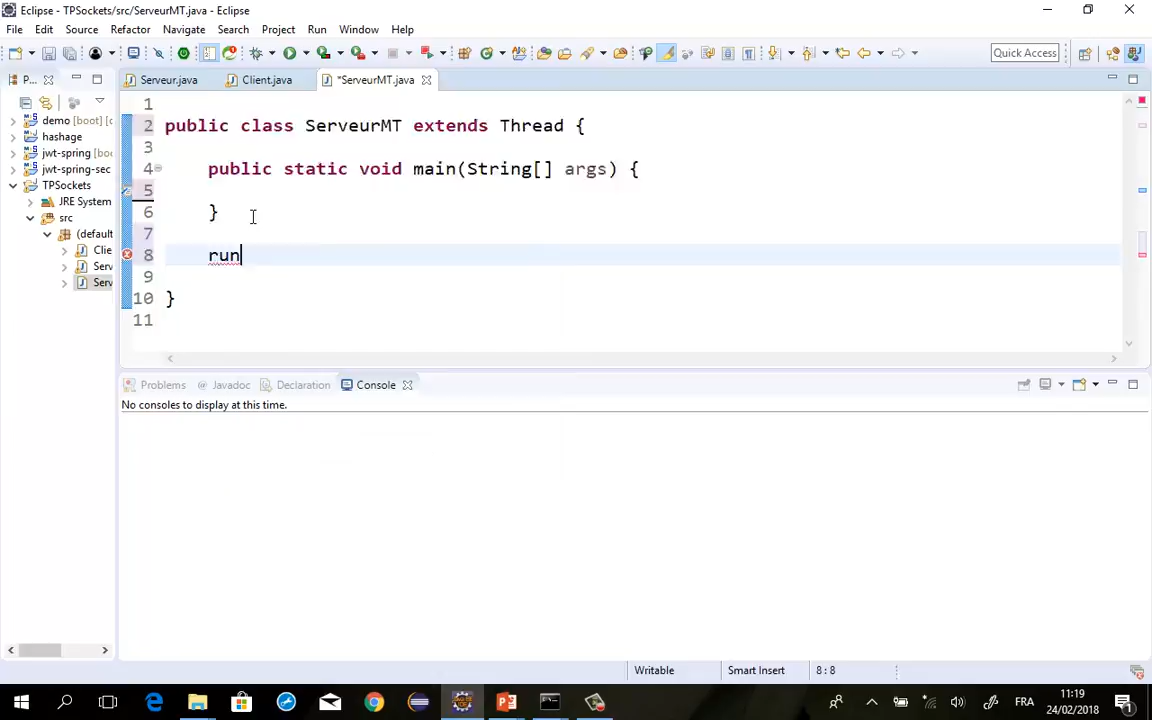 Eclipse - TPSockets/src/ServeurMT.java - Eclipse
File Edit Source Refactor Navigate Search Project Run Window Help
Quick Access
P...
Serveur.java
Client.java
*ServeurMT.java
demo [boot] [c
hashage
jwt-spring [boo
jwt-spring-sec
TPSockets
JRE System
src
(default
Clie
Serv
Serv
1
2 public class ServeurMT extends Thread {
3
4 public static void main(String[] args) {
5
6 }
7
8 run
9
10 }
11
Problems @ Javadoc Declaration Console
No consoles to display at this time.
Writable Smart Insert 8 : 8
FRA
11:19
24/02/2018
1